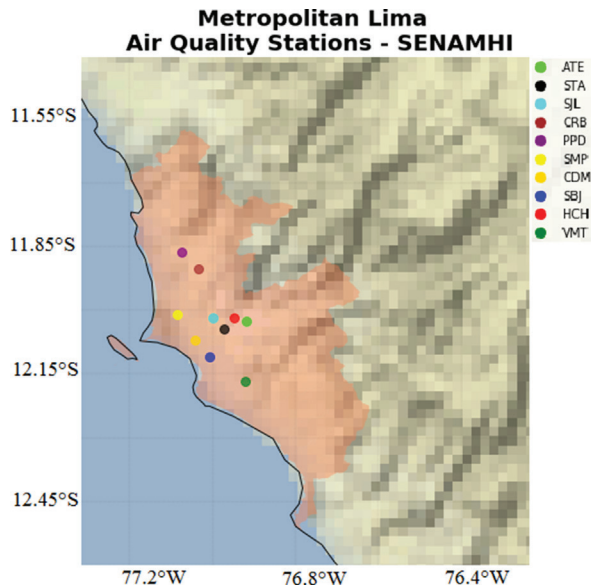 Metropolitan Lima
Air Quality Stations - SENAMHI
ATE
STA
SJL
CRB
PPD
SMP
CDM
SBJ
HCH
VMT
11.55°S
11.85°S
12.15°S
12.45°S
77.2°W
76.8°W
76.4°W